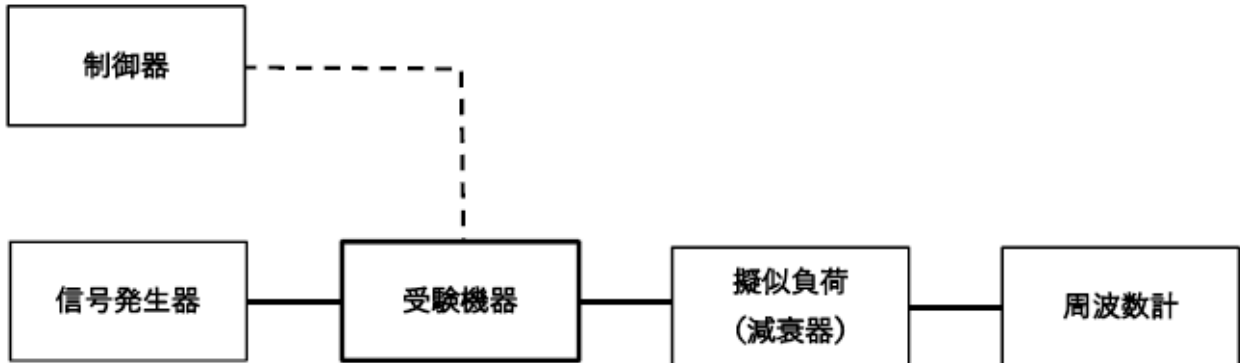 制御器
信号発生器
受験機器
擬似負荷
(減衰器)
周波数計